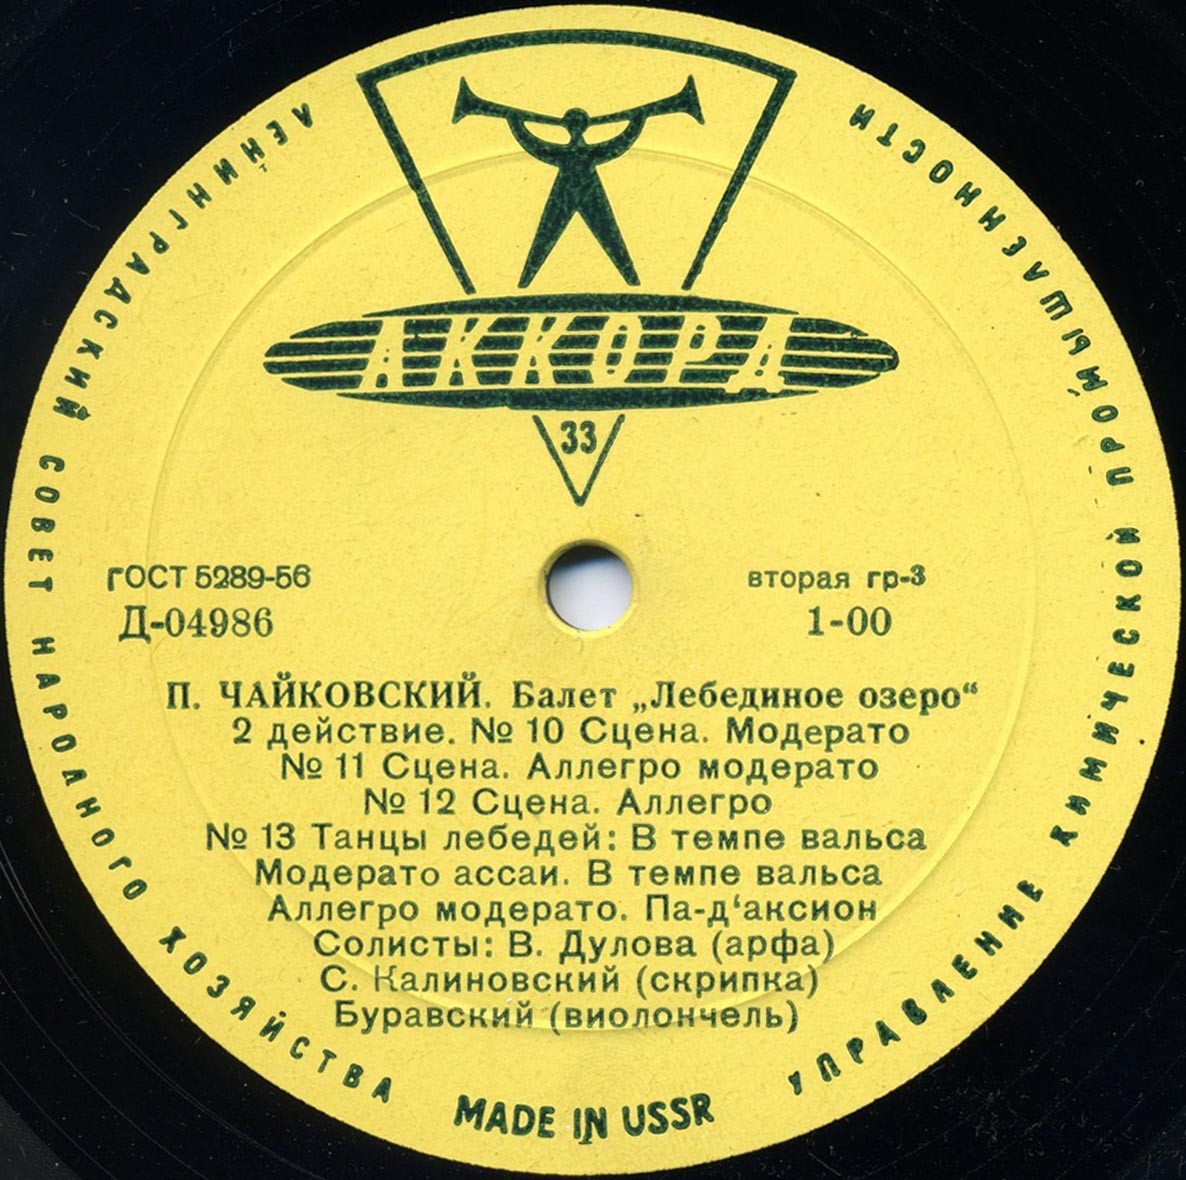 ЛЕНИНГРАДСКИЙ СОВЕТ НАРОДНОГО ХОЗЯЙСТВА
УПРАВЛЕНИЕ ХИМИЧЕСКОЙ ПРОМЫШЛЕННОСТИ
АККОРД
33
ГОСТ 5289-56
Д-04986
вторая гр-3
1-00
П. ЧАЙКОВСКИЙ. Балет „Лебединое озеро“
2 действие. № 10 Сцена. Модерато
№ 11 Сцена. Аллегро модерато
№ 12 Сцена. Аллегро
№ 13 Танцы лебедей: В темпе вальса
Модерато ассаи. В темпе вальса
Аллегро модерато. Па-д‘аксион
Солисты: В. Дулова (арфа)
С. Калиновский (скрипка)
Буравский (виолончель)
MADE IN USSR